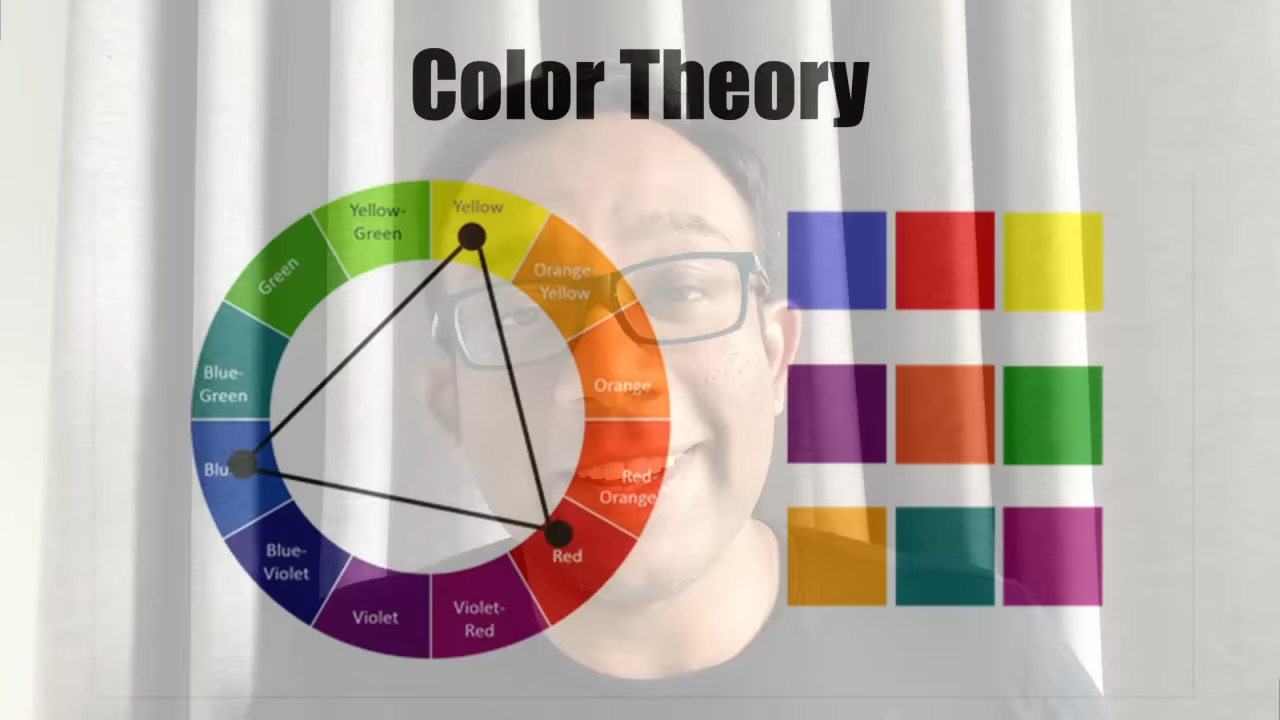 Color Theory
Yellow-
Green
Yellow
Green
Orange-
Yellow
Blue-
Green
Orange
Blu
Red-
Orange
Blue-
Violet
Red
Violet
Violet-
Red